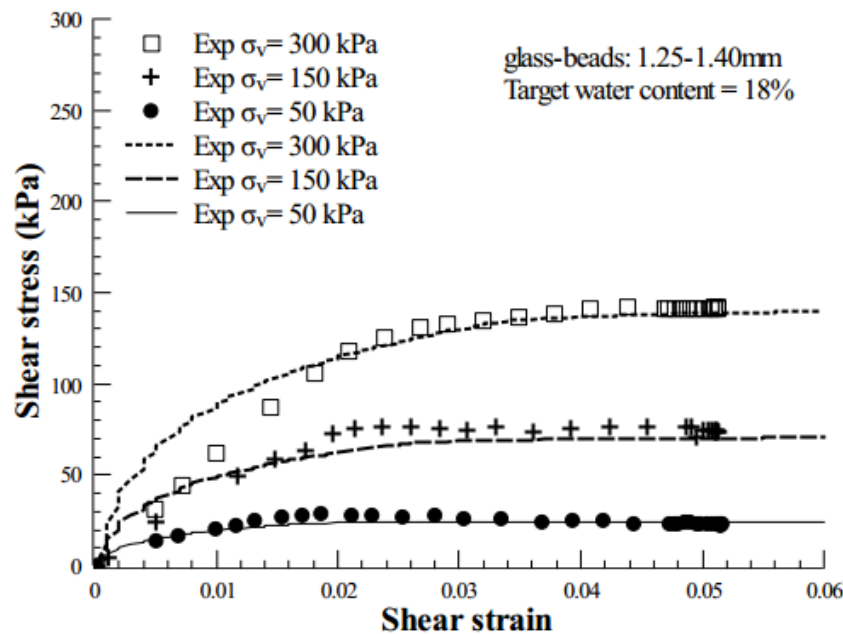 300
250
200
150
100
50
0
Shear stress (kPa)
Exp σv= 300 kPa
Exp σv= 150 kPa
Exp σv= 50 kPa
Exp σv= 300 kPa
Exp σv= 150 kPa
Exp σv= 50 kPa
glass-beads: 1.25-1.40mm
Target water content = 18%
0 0.01 0.02 0.03 0.04 0.05 0.06
Shear strain